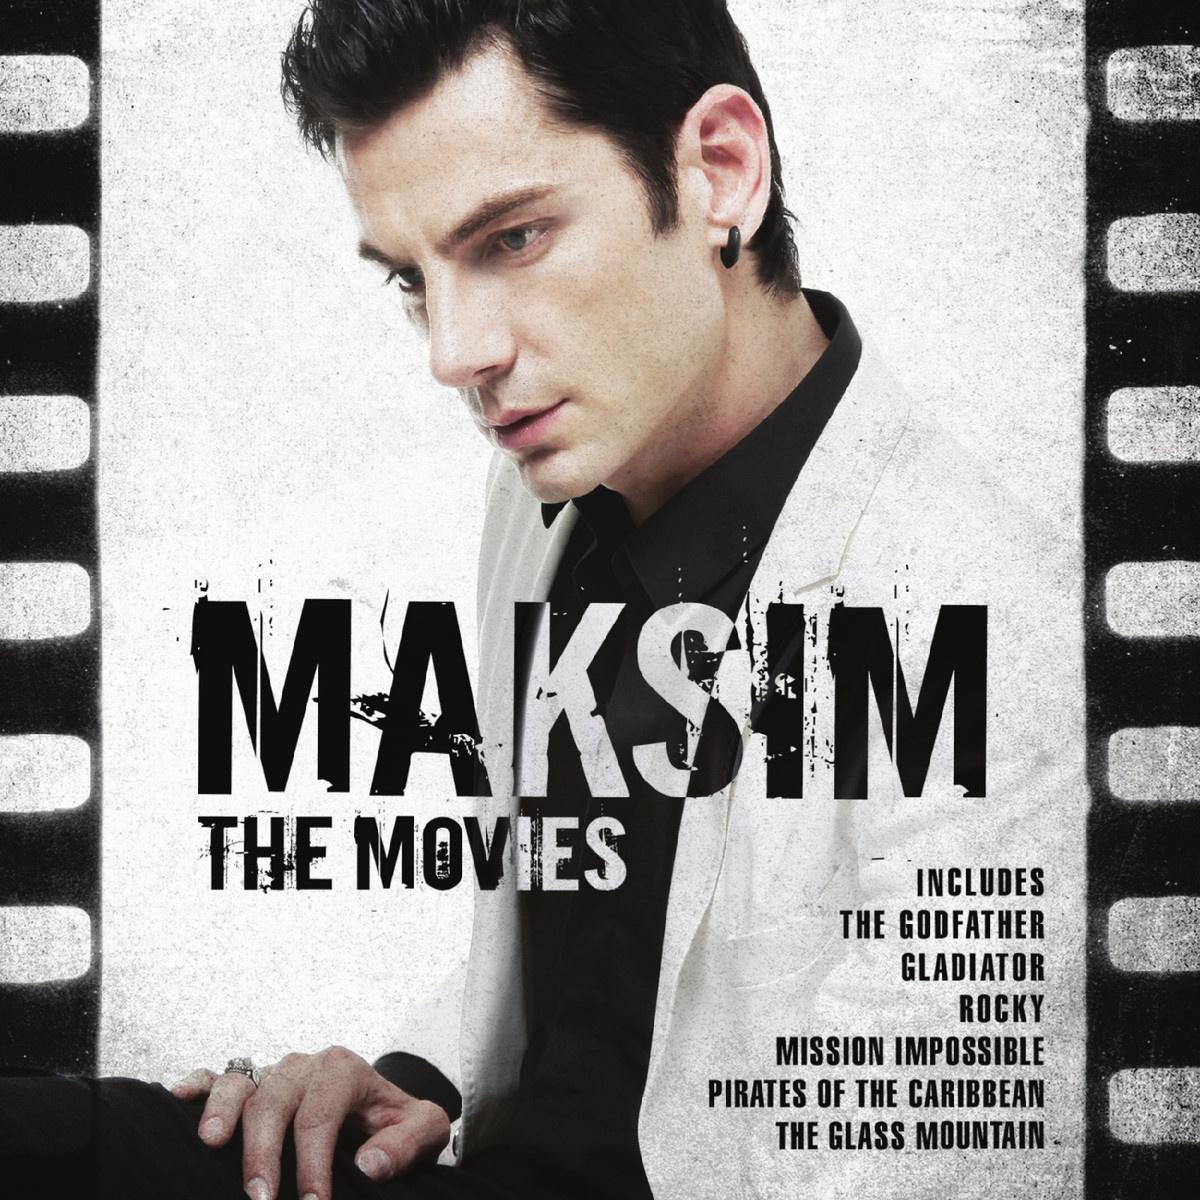 MAKSIM
THE MOVIES
INCLUDES
THE GODFATHER
GLADIATOR
ROCKY
MISSION IMPOSSIBLE
PIRATES OF THE CARIBBEAN
THE GLASS MOUNTAIN